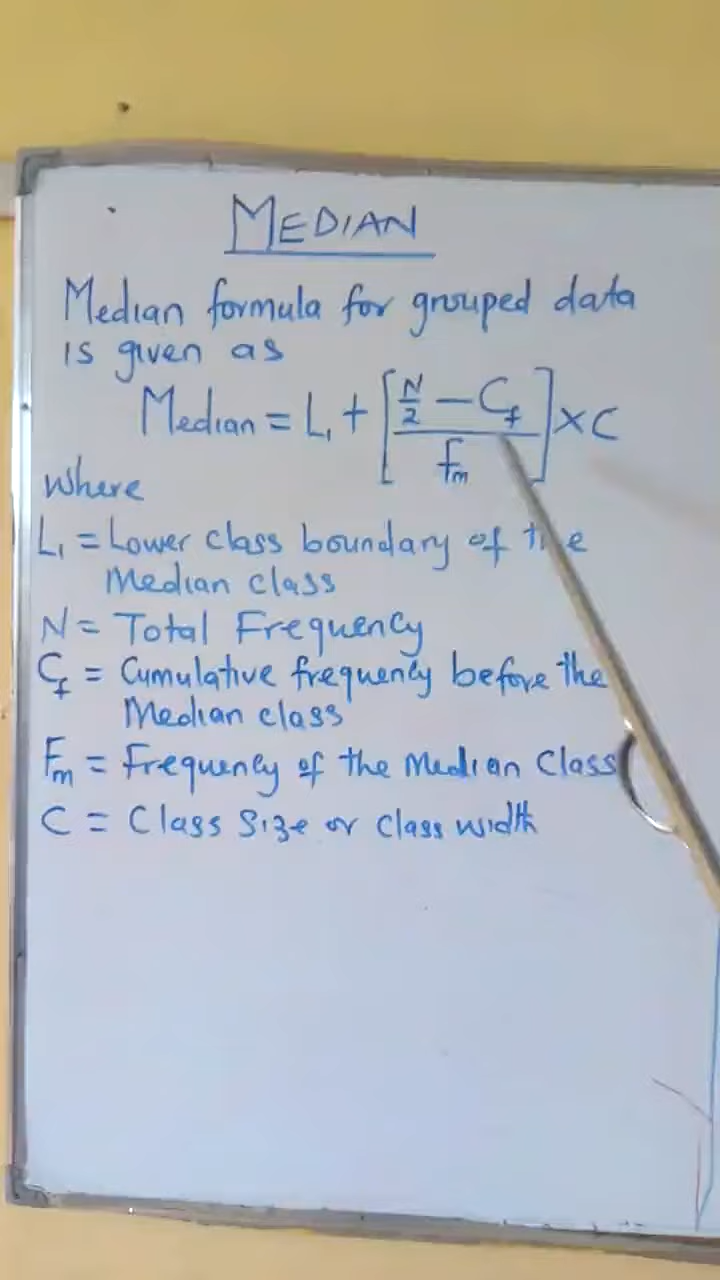 MEDIAN
Median formula for grouped data
is given as
Median = L₁ + [(N/2 − Cf)/fm] × C
where
L₁ = Lower class boundary of the
Median class
N = Total Frequency
Cf = Cumulative frequency before the
Median class
Fm = Frequency of the Median Class
C = Class Size or Class width